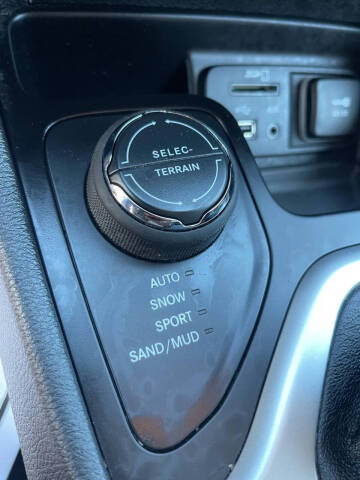 SELEC-
TERRAIN
AUTO
SNOW
SPORT
SAND/MUD